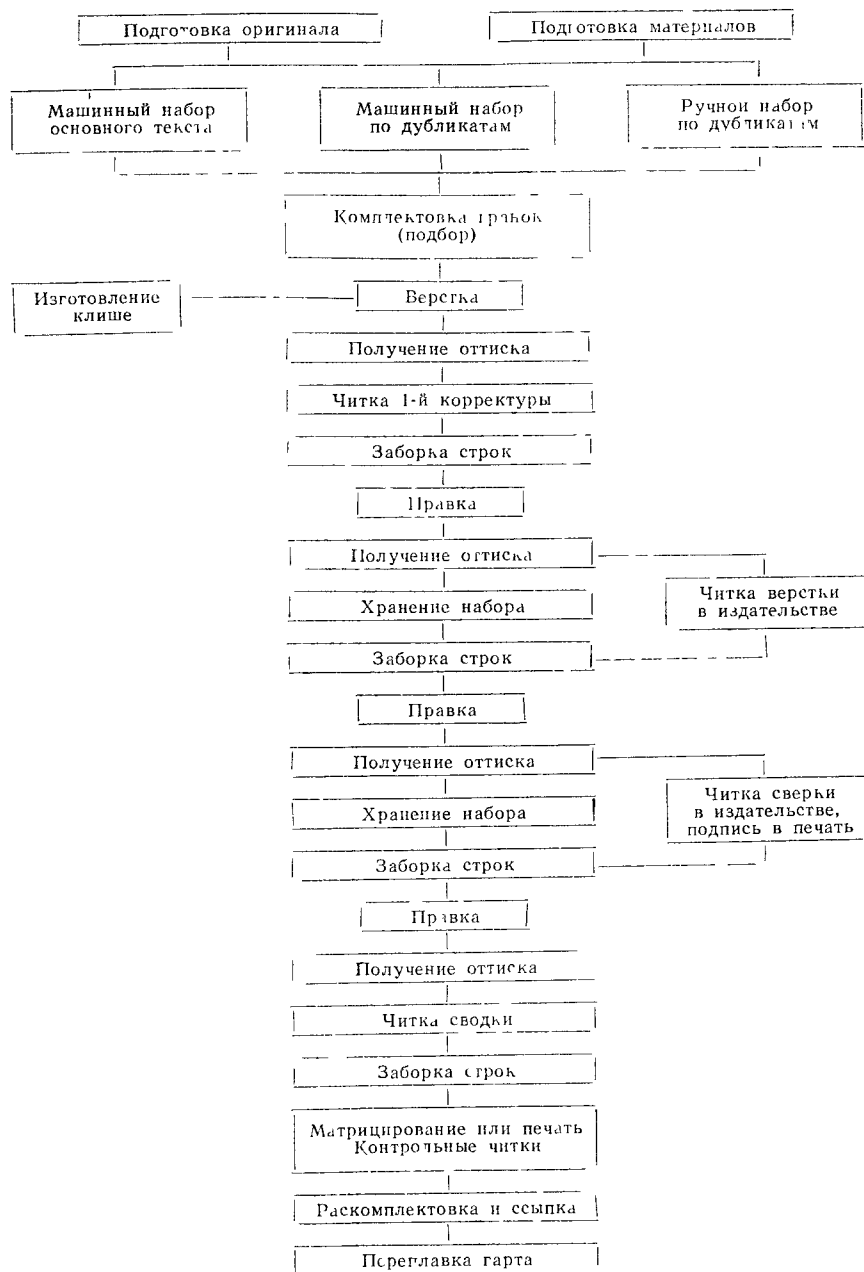 Подготовка оригинала
Подготовка материалов
Машинный набор
основного текста
Машинный набор
по дубликатам
Ручной набор
по дубликатам
Комплектовка гранок
(подбор)
Изготовление
клише
Верстка
Получение оттиска
Читка 1-й корректуры
Заборка строк
Правка
Получение оттиска
Хранение набора
Читка верстки
в издательстве
Заборка строк
Правка
Получение оттиска
Хранение набора
Читка сверки
в издательстве,
подпись в печать
Заборка строк
Правка
Получение оттиска
Читка сводки
Заборка строк
Матрицирование или печать
Контрольные читки
Раскомплектовка и ссыпка
Переплавка гарта